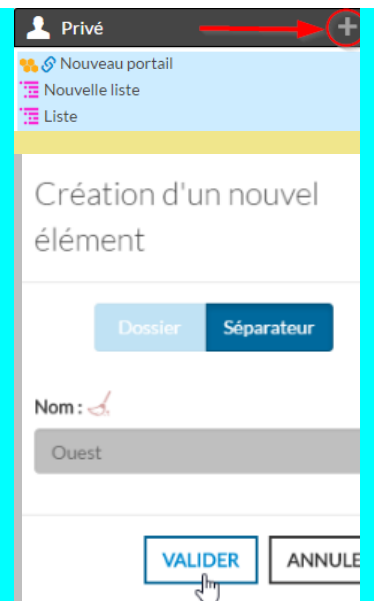 Privé
Nouveau portail
Nouvelle liste
Liste
Création d'un nouvel
élément
Dossier Séparateur
Nom :
Ouest
VALIDER ANNULE